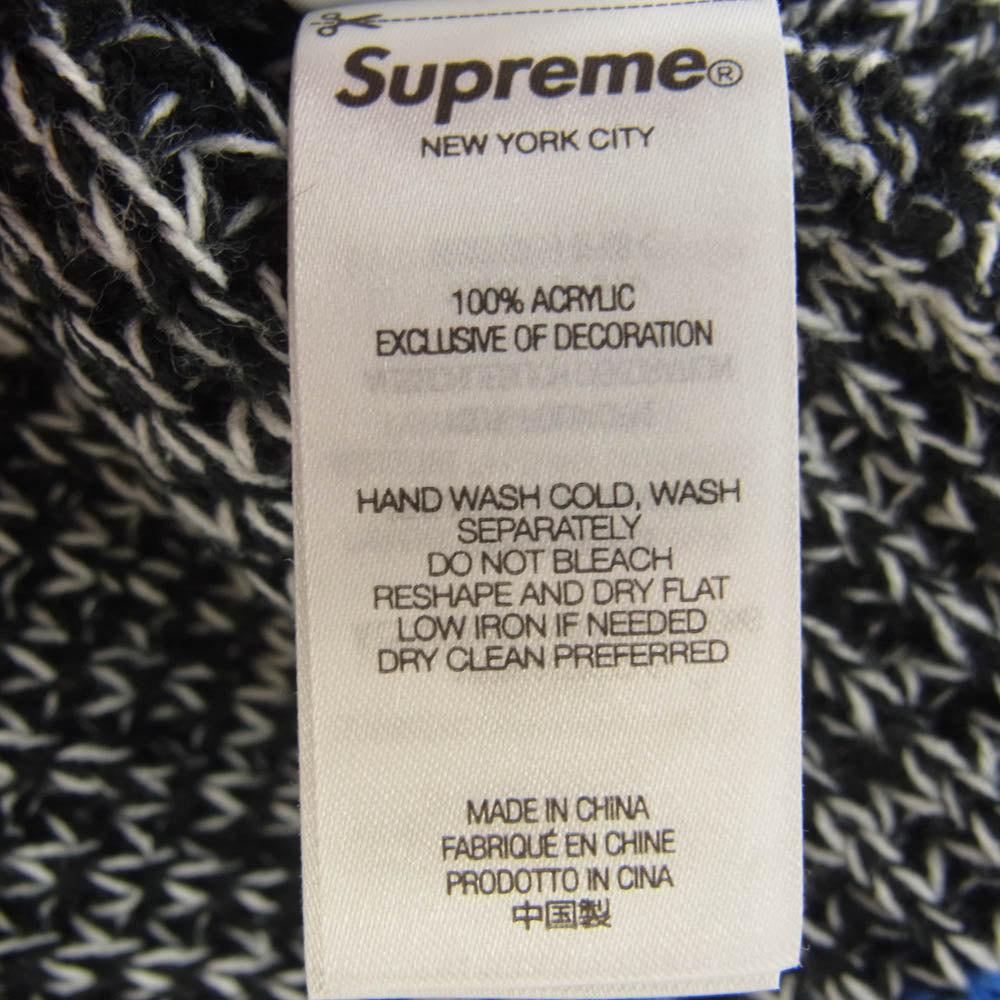 Supreme®
NEW YORK CITY
100% ACRYLIC
EXCLUSIVE OF DECORATION
HAND WASH COLD, WASH
SEPARATELY
DO NOT BLEACH
RESHAPE AND DRY FLAT
LOW IRON IF NEEDED
DRY CLEAN PREFERRED
MADE IN CHINA
FABRIQUÉ EN CHINE
PRODOTTO IN CINA
中国製